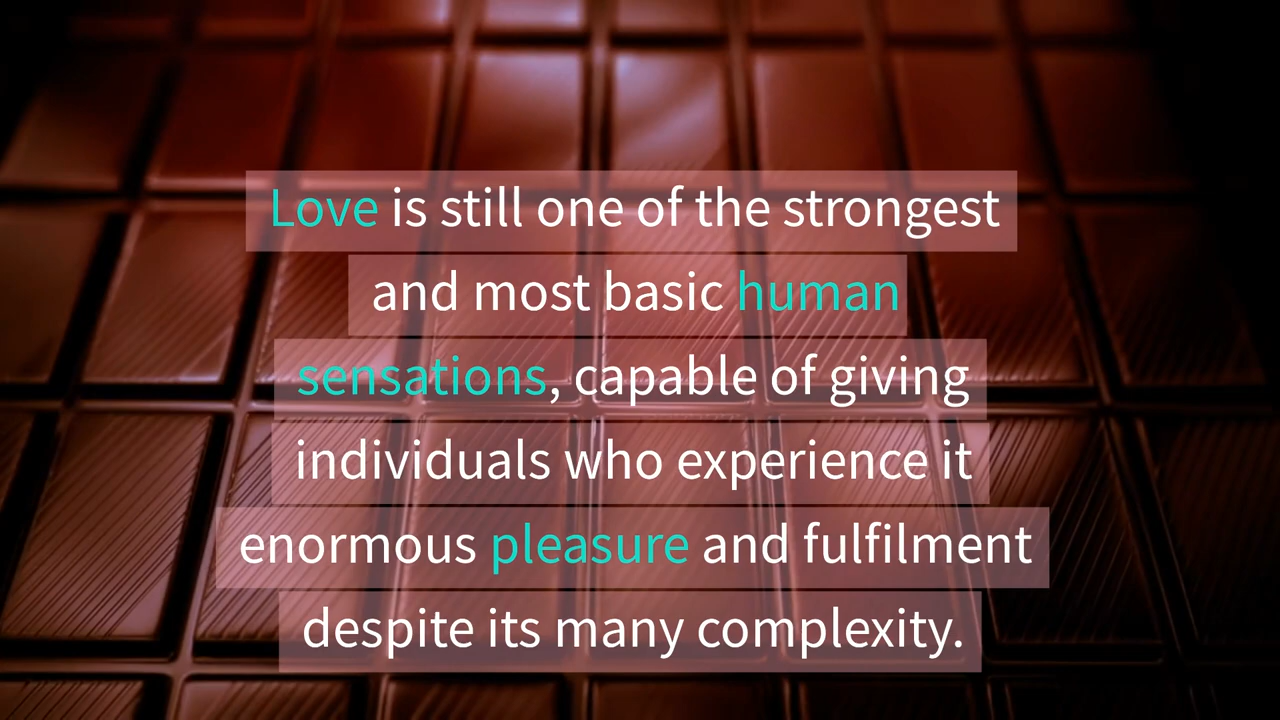 Love is still one of the strongest
and most basic human
sensations, capable of giving
individuals who experience it
enormous pleasure and fulfilment
despite its many complexity.